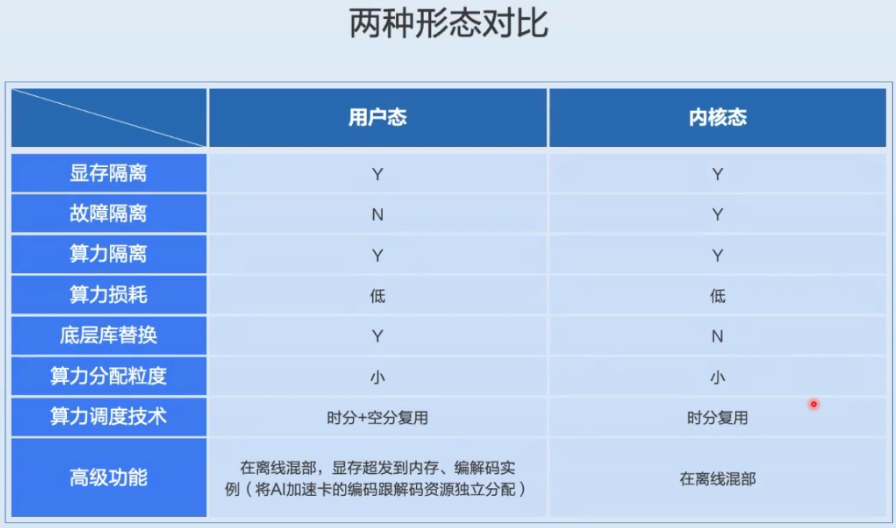 两种形态对比
用户态 内核态
显存隔离 Y Y
故障隔离 N Y
算力隔离 Y Y
算力损耗 低 低
底层库替换 Y N
算力分配粒度 小 小
算力调度技术 时分+空分复用 时分复用
高级功能 在离线混部，显存超发到内存、编解码实
例（将AI加速卡的编码跟解码资源独立分配） 在离线混部